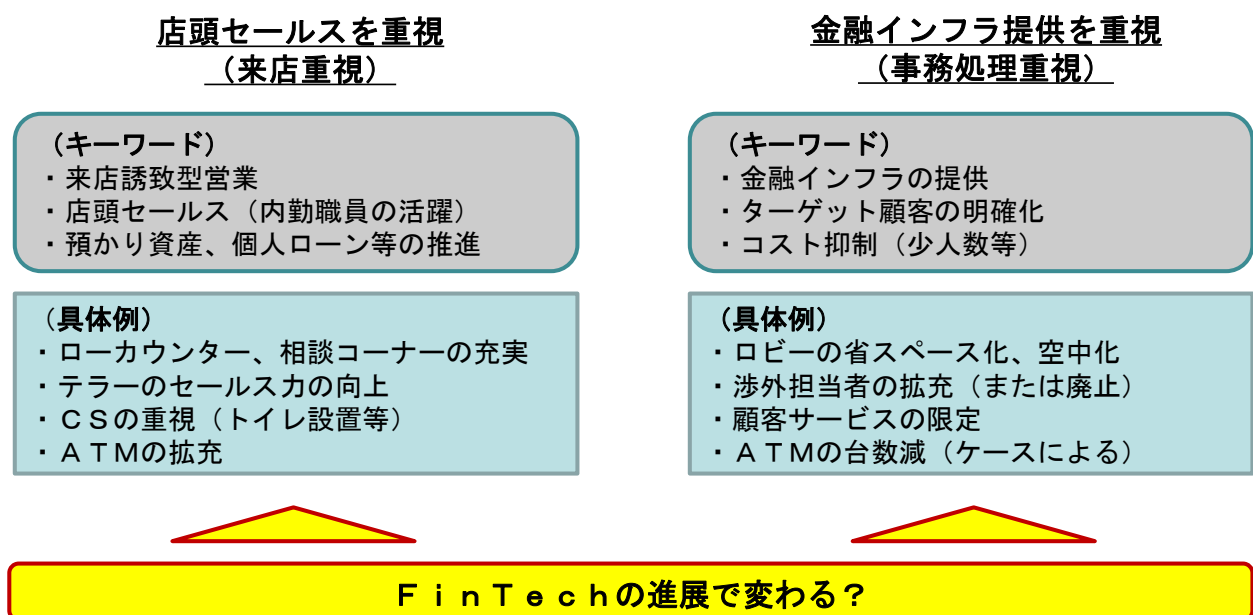 店頭セールスを重視
（来店重視）
（キーワード）
・来店誘致型営業
・店頭セールス（内勤職員の活躍）
・預かり資産、個人ローン等の推進
（具体例）
・ローカウンター、相談コーナーの充実
・テラーのセールス力の向上
・ＣＳの重視（トイレ設置等）
・ＡＴＭの拡充
金融インフラ提供を重視
（事務処理重視）
（キーワード）
・金融インフラの提供
・ターゲット顧客の明確化
・コスト抑制（少人数等）
（具体例）
・ロビーの省スペース化、空中化
・渉外担当者の拡充（または廃止）
・顧客サービスの限定
・ＡＴＭの台数減（ケースによる）
ＦｉｎＴｅｃｈの進展で変わる？